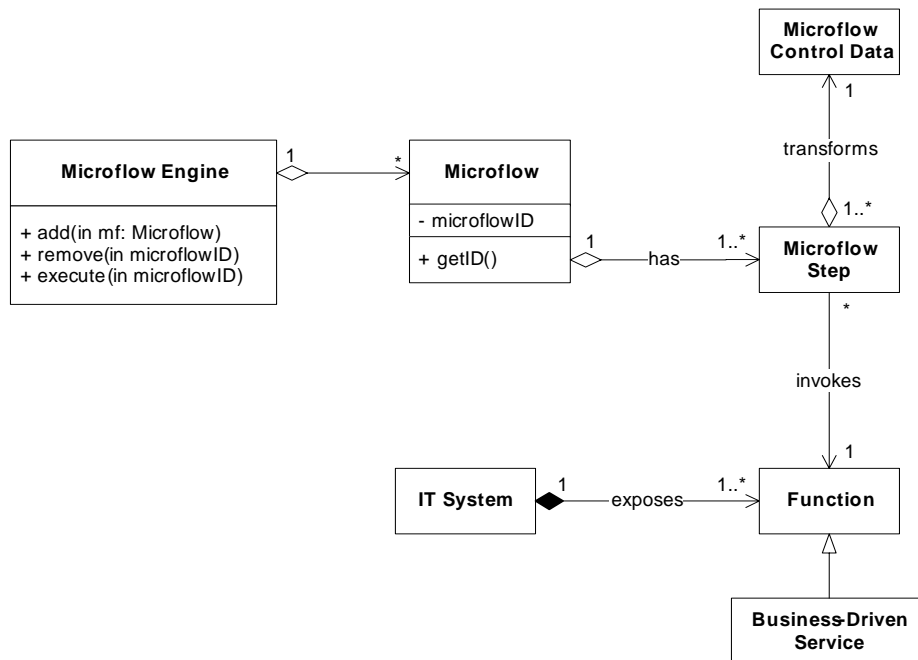 Microflow
Control Data
1
transforms
1..*
Microflow Engine
+ add(in mf: Microflow)
+ remove(in microflowID)
+ execute(in microflowID)
1
*
Microflow
- microflowID
+ getID()
1
has
1..*
Microflow
Step
*
invokes
1
IT System
1
exposes
1..*
Function
Business-Driven
Service